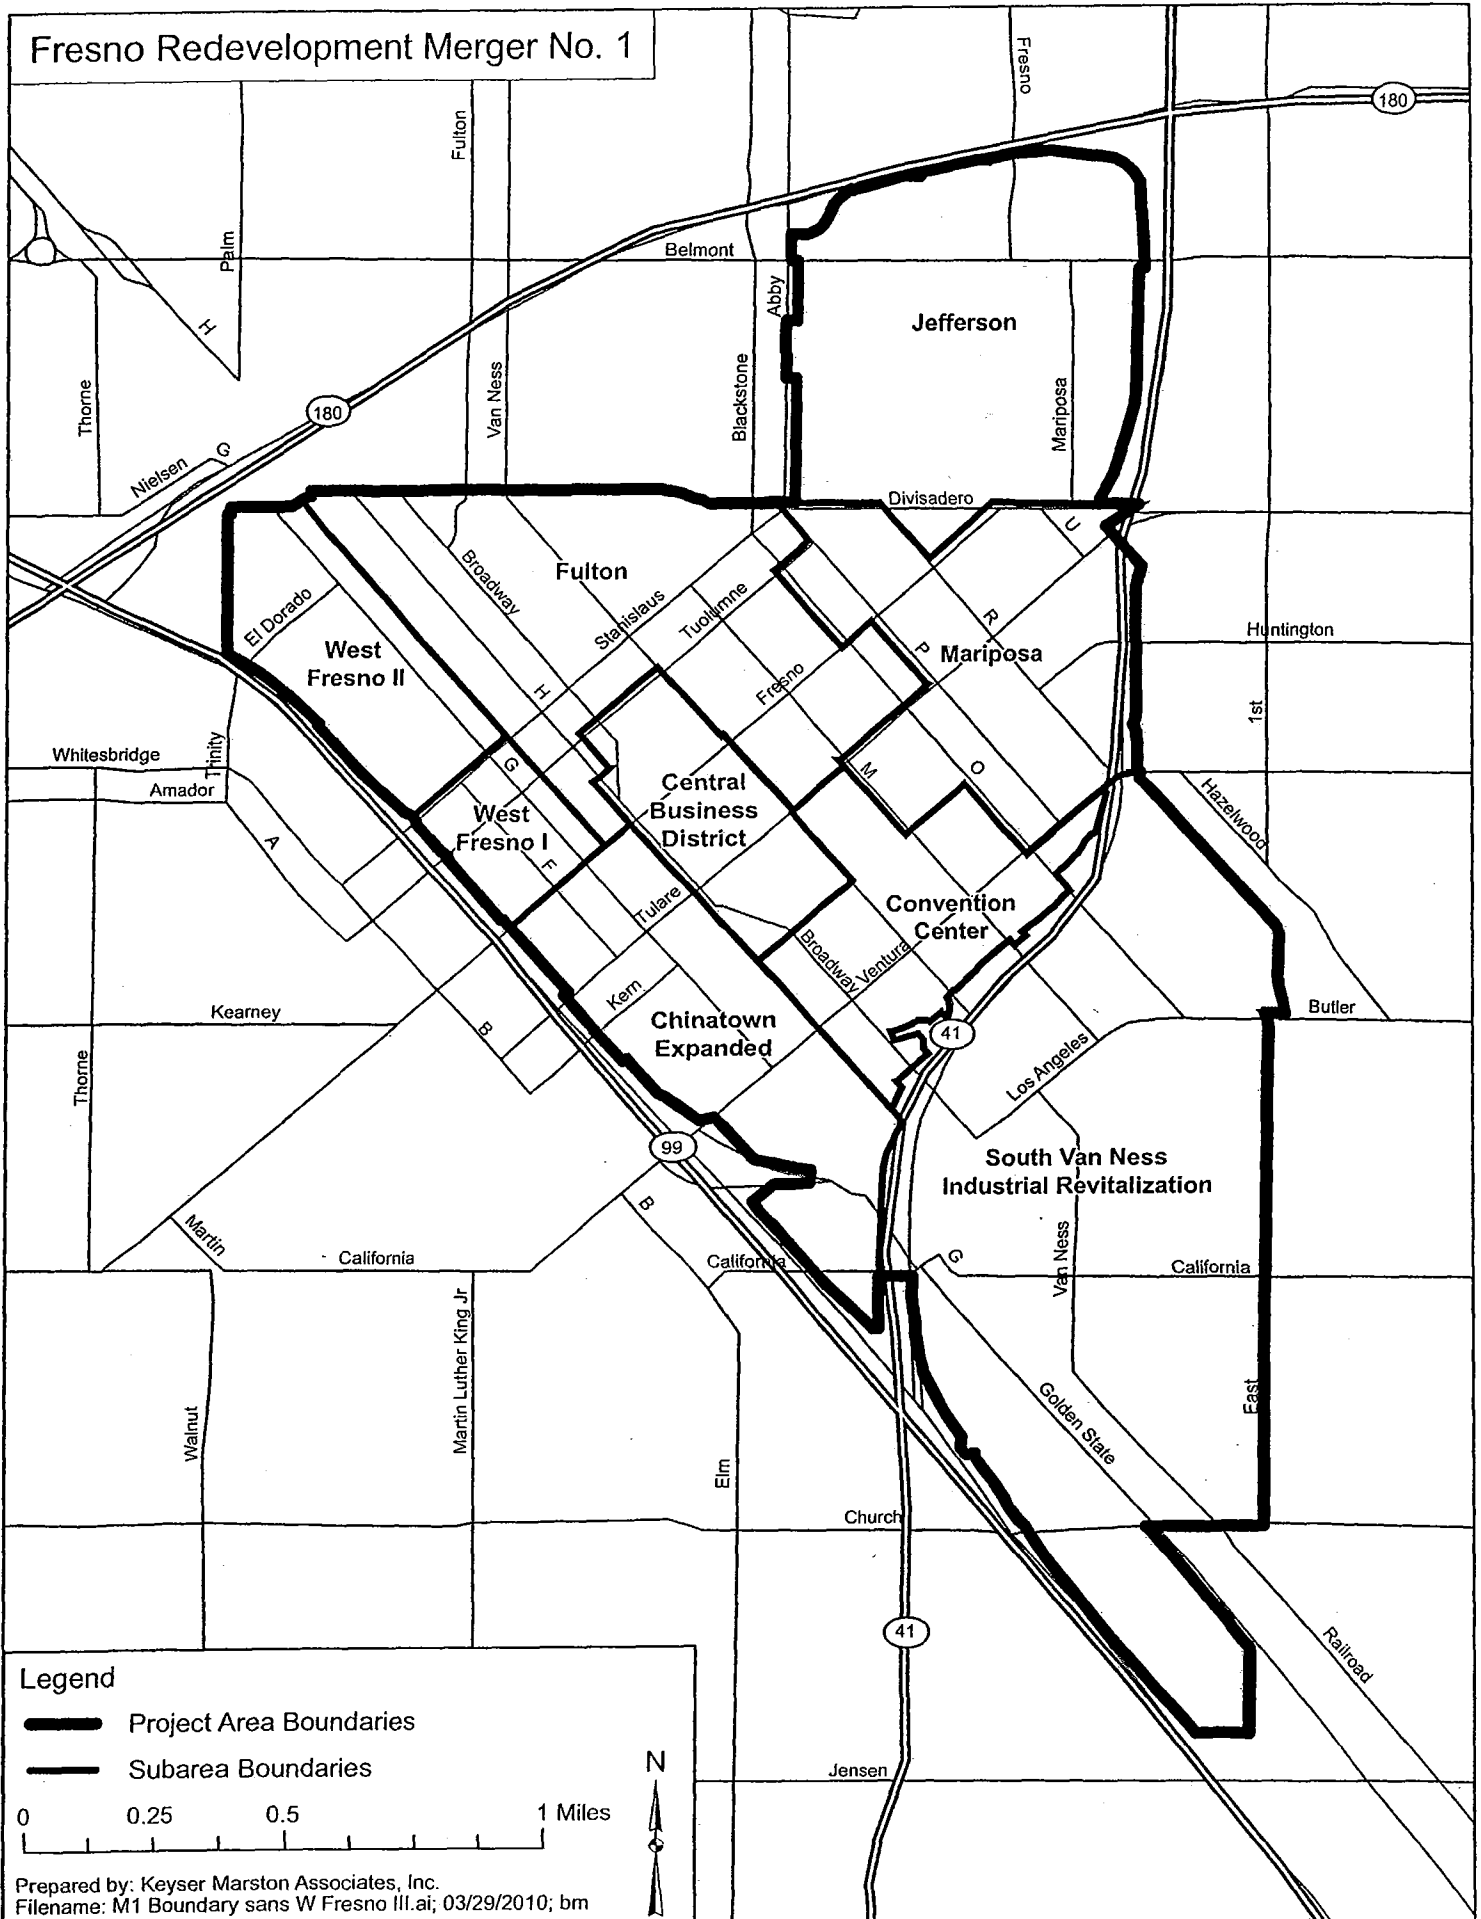 Fresno Redevelopment Merger No. 1
Fresno
180
Fulton
Palm
Belmont
Abby
H
Jefferson
Thorne
Van Ness
Blackstone
Mariposa
180
G
Nielsen
Divisadero
U
Broadway
Fulton
El Dorado
Stanislaus
Tuolumne
R
Huntington
West
Fresno II
P
Mariposa
Fresno
H
1st
Whitesbridge
Trinity
G
M
O
Amador
Central
Business
District
Hazelwood
A
West
Fresno I
F
Tulare
Convention
Center
Broadway
Ventura
Kern
Kearney
Butler
B
Chinatown
Expanded
41
Los Angeles
Thorne
99
South Van Ness
Industrial Revitalization
B
Martin
California
California
G
Van Ness
California
Martin Luther King Jr
Walnut
East
Golden State
Elm
Church
41
Railroad
Legend
Project Area Boundaries
Subarea Boundaries
N
Jensen
0 0.25 0.5 1 Miles
Prepared by: Keyser Marston Associates, Inc.
Filename: M1 Boundary sans W Fresno III.ai; 03/29/2010; bm